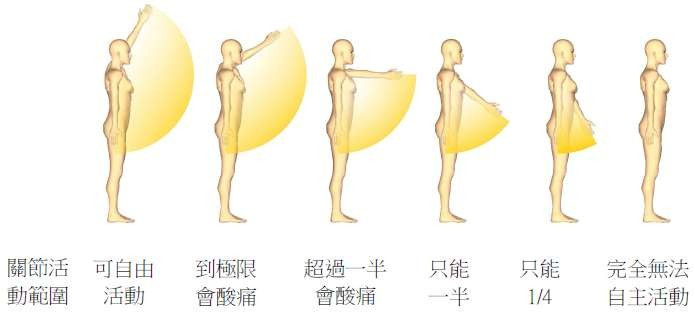 關節活動範圍
可自由活動
到極限會酸痛
超過一半會酸痛
只能一半
只能1/4
完全無法自主活動